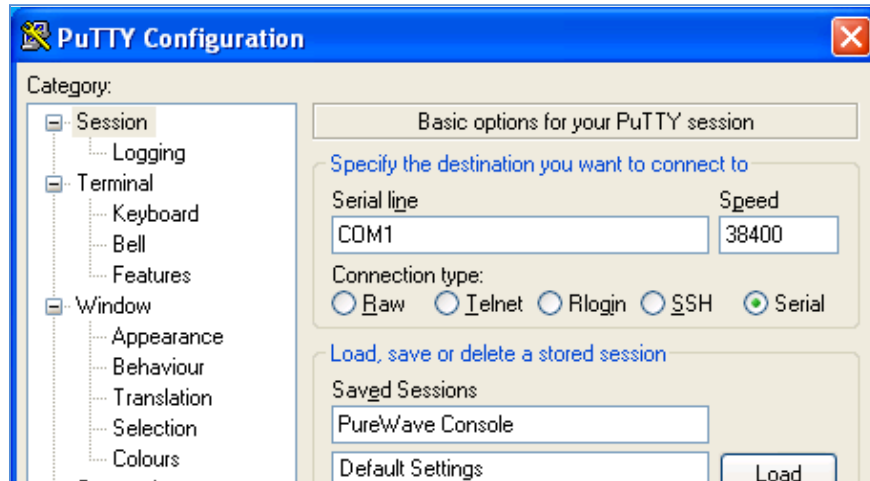 PuTTY Configuration
Category:
Session
Logging
Terminal
Keyboard
Bell
Features
Window
Appearance
Behaviour
Translation
Selection
Colours
Basic options for your PuTTY session
Specify the destination you want to connect to
Serial line Speed
COM1 38400
Connection type:
Raw Telnet Rlogin SSH Serial
Load, save or delete a stored session
Saved Sessions
PureWave Console
Default Settings
Load